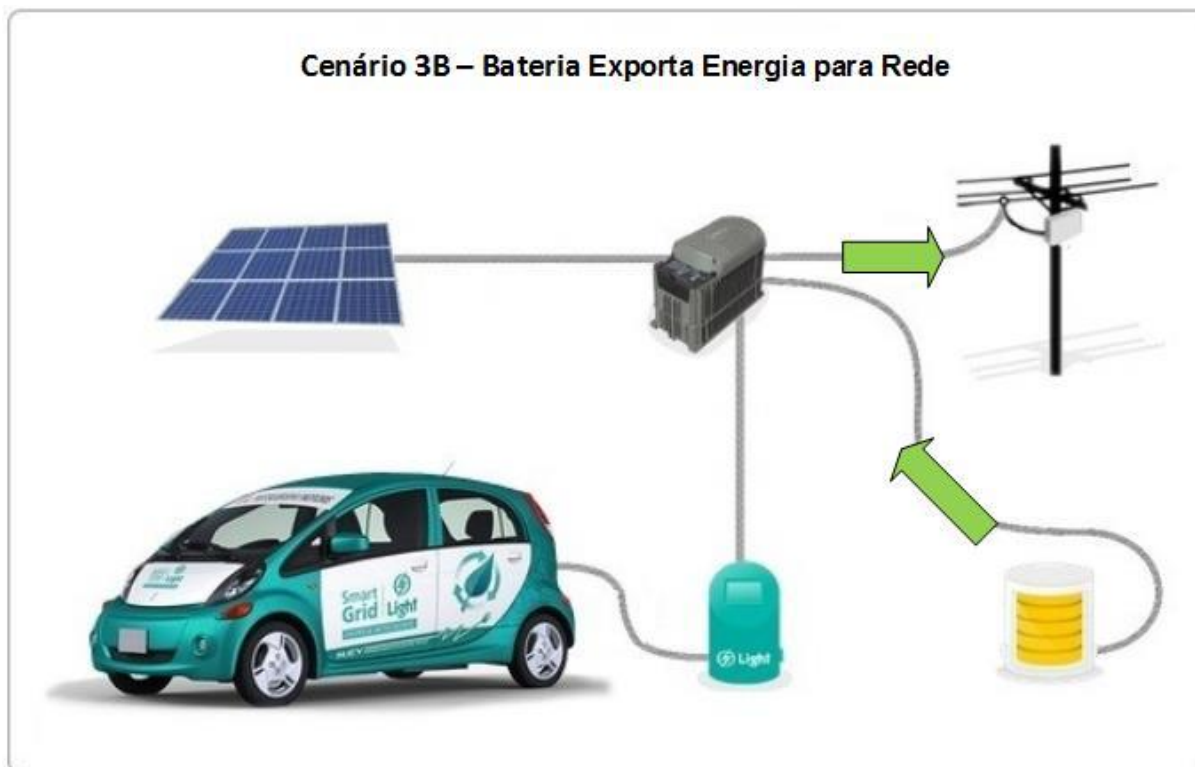 Cenário 3B – Bateria Exporta Energia para Rede
Smart
Grid
Light
Light